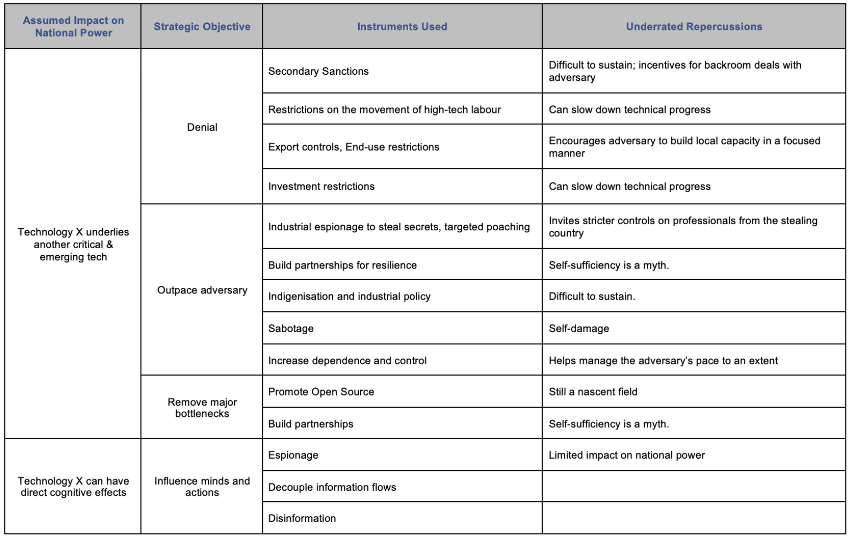 Assumed Impact on
National Power
Strategic Objective
Instruments Used
Underrated Repercussions
Technology X underlies
another critical &
emerging tech
Denial
Secondary Sanctions
Difficult to sustain; incentives for backroom deals with
adversary
Restrictions on the movement of high-tech labour
Can slow down technical progress
Export controls, End-use restrictions
Encourages adversary to build local capacity in a focused
manner
Investment restrictions
Can slow down technical progress
Outpace adversary
Industrial espionage to steal secrets, targeted poaching
Invites stricter controls on professionals from the stealing
country
Build partnerships for resilience
Self-sufficiency is a myth.
Indigenisation and industrial policy
Difficult to sustain.
Sabotage
Self-damage
Increase dependence and control
Helps manage the adversary's pace to an extent
Remove major
bottlenecks
Promote Open Source
Still a nascent field
Build partnerships
Self-sufficiency is a myth.
Technology X can have
direct cognitive effects
Influence minds and
actions
Espionage
Limited impact on national power
Decouple information flows
Disinformation